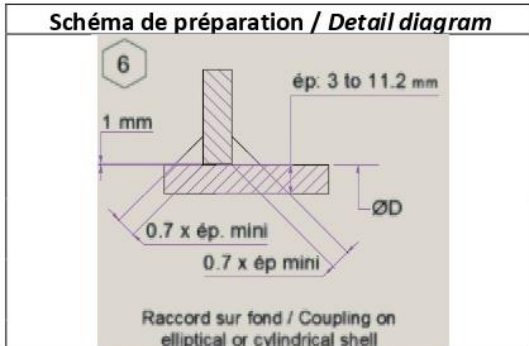 Schéma de préparation / Detail diagram
6
ép: 3 to 11.2 mm
1 mm
ØD
0.7 x ép. mini
0.7 x ép mini
Raccord sur fond / Coupling on
elliptical or cylindrical shell